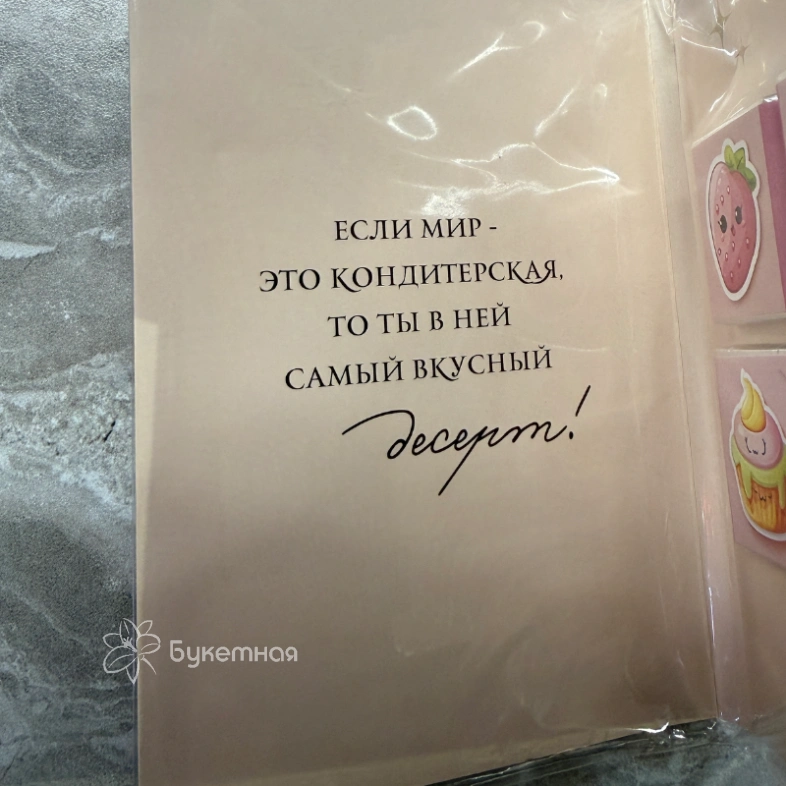 ЕСЛИ МИР -
ЭТО КОНДИТЕРСКАЯ,
ТО ТЫ В НЕЙ
САМЫЙ ВКУСНЫЙ
десерт!
Букетная